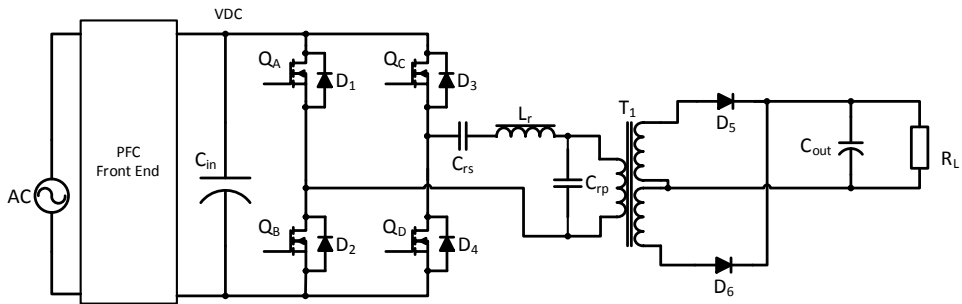 VDC
Q_A
D_1
Q_C
D_3
PFC
Front End
C_in
AC
L_r
C_rs
C_rp
T_1
D_5
C_out
R_L
Q_B
D_2
Q_D
D_4
D_6